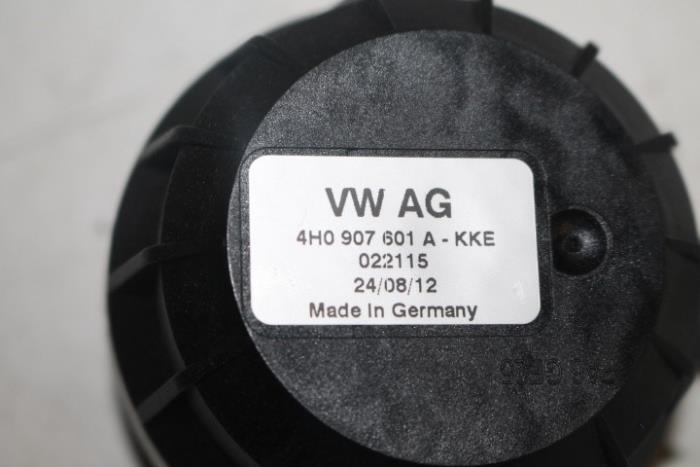 VW AG
4H0 907 601 A - KKE
022115
24/08/12
Made In Germany